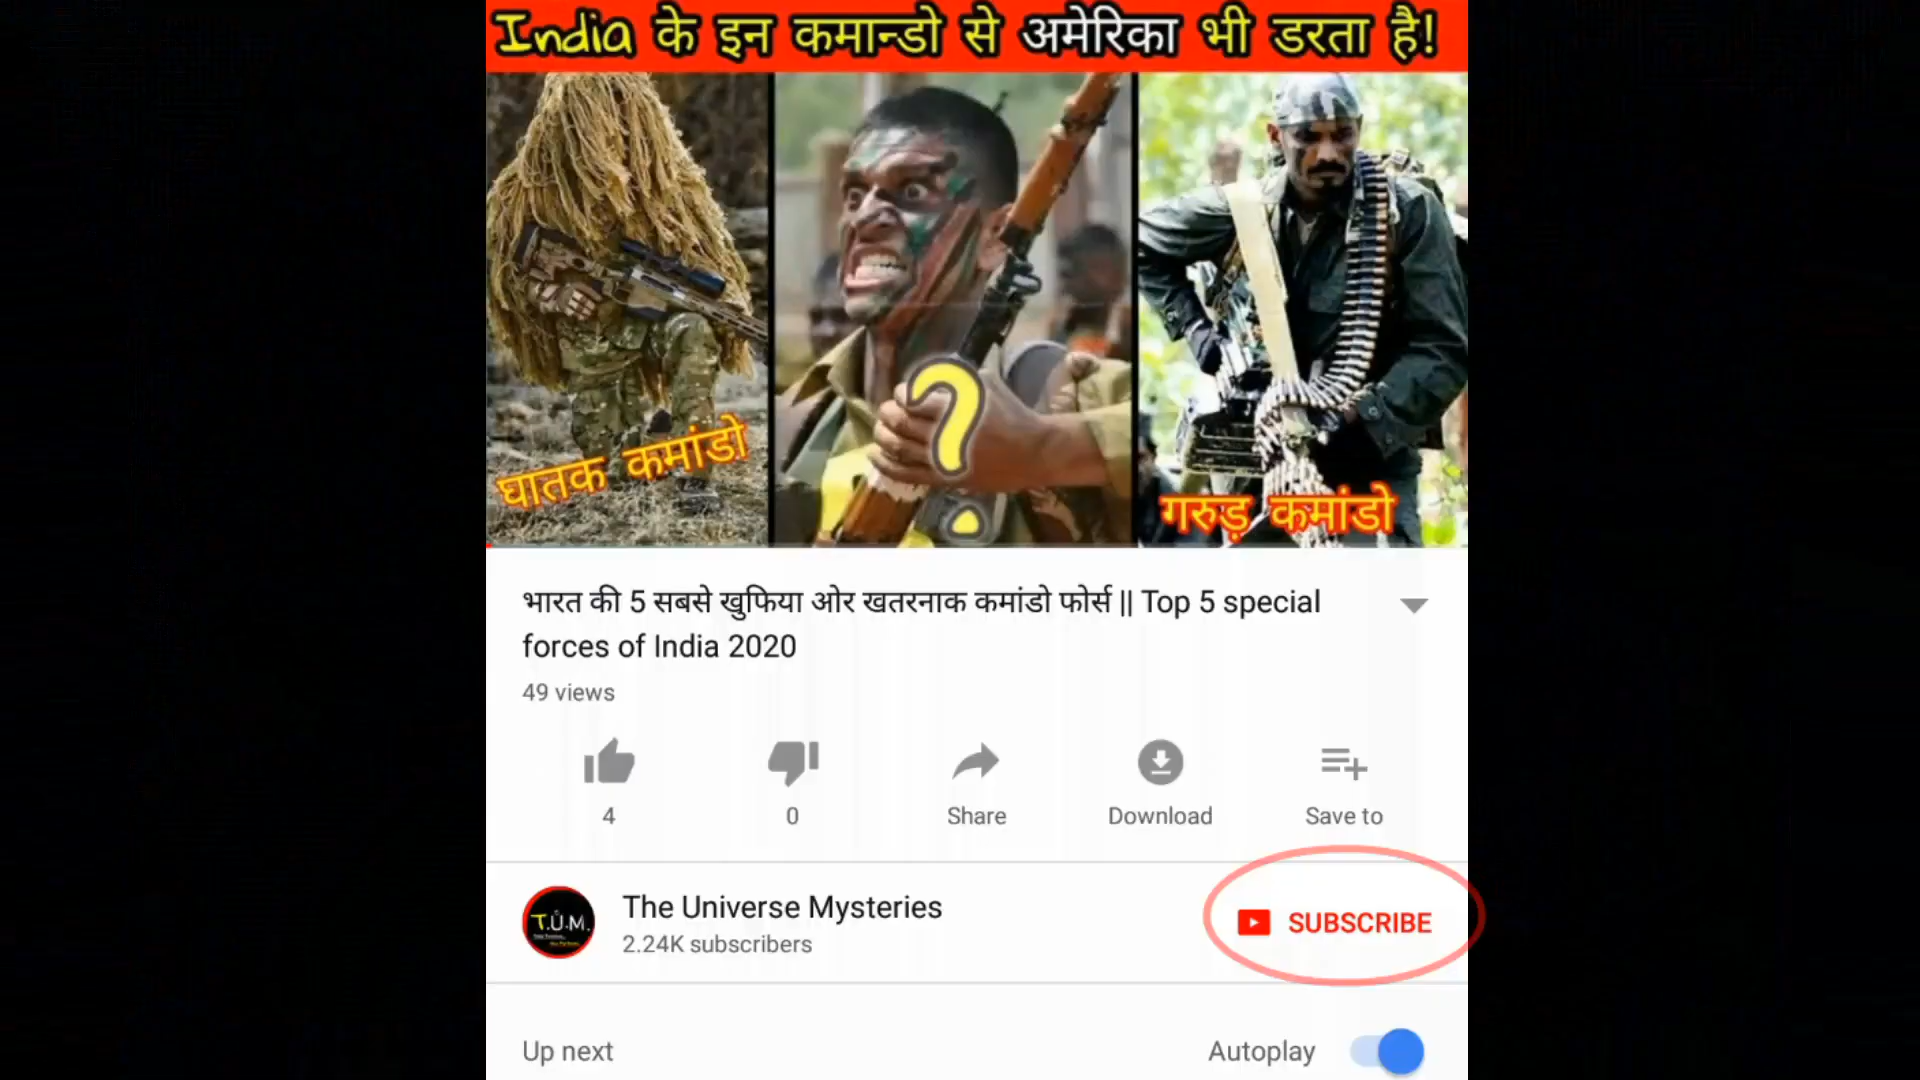 India के इन कमान्डो से अमेरिका भी डरता है!
घातक कमांडो
?
गरुड़ कमांडो
भारत की 5 सबसे खुफिया ओर खतरनाक कमांडो फोर्स || Top 5 special
forces of India 2020
49 views
4
0
Share
Download
Save to
T.U.M.
The Universe Mysteries
2.24K subscribers
SUBSCRIBE
Up next
Autoplay